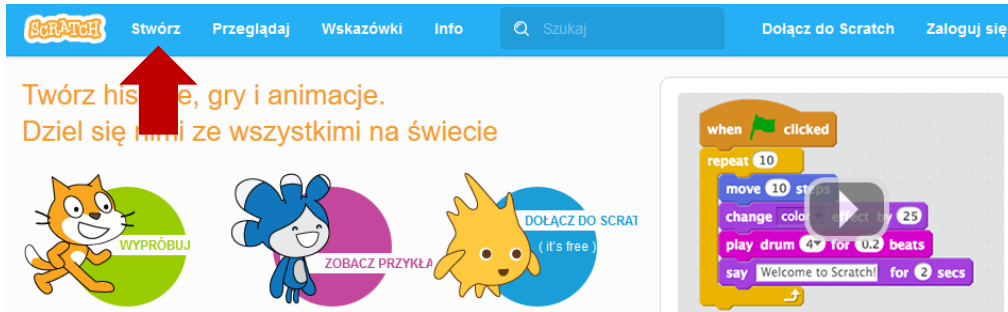 SCRATCH Stwórz Przeglądaj Wskazówki Info Szukaj Dołącz do Scratch Zaloguj się
Twórz his e, gry i animacje.
Dziel się nimi ze wszystkimi na świecie
WYPRÓBUJ
ZOBACZ PRZYKŁA
DOŁĄCZ DO SCRAT
( it's free )
when clicked
repeat 10
move 10 steps
change color effect by 25
play drum 4 for 0.2 beats
say Welcome to Scratch! for 2 secs